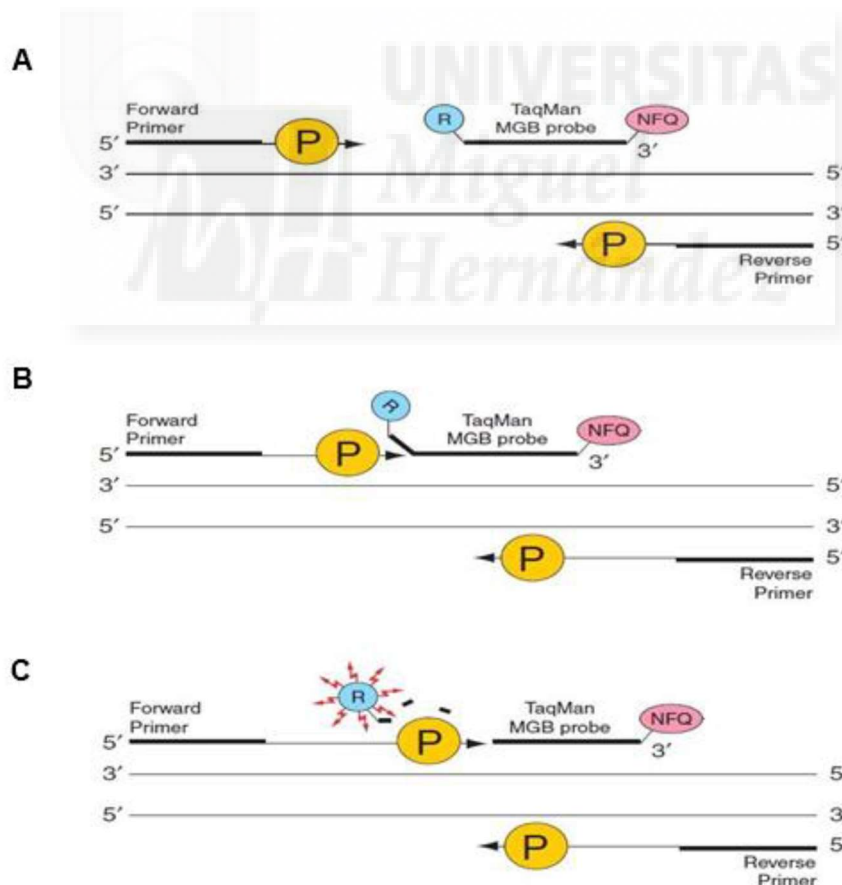 UNIVERSITAS
Miguel
Hernández
A
Forward
Primer
P
R
TaqMan
MGB probe
NFQ
5′
3′
3′
5′
5′
3′
P
5′
Reverse
Primer
B
Forward
Primer
P
R
TaqMan
MGB probe
NFQ
5′
3′
3′
5′
5′
3′
P
5′
Reverse
Primer
C
Forward
Primer
R
P
TaqMan
MGB probe
NFQ
5′
3′
3′
5
5′
3
P
5
Reverse
Primer